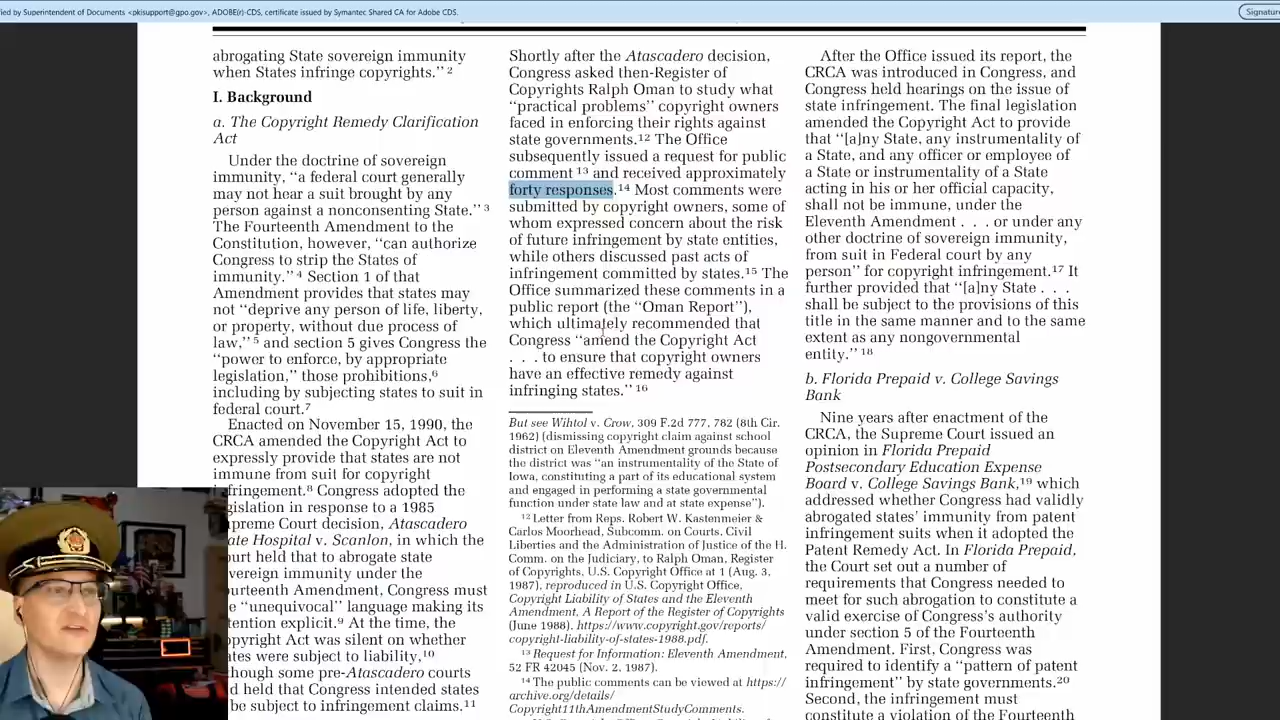 fied by Superintendent of Documents <pkisupport@gpo.gov>, ADOBE(r)-CDS, certificate issued by Symantec Shared CA for Adobe CDS.
Signature
abrogating State sovereign immunity
when States infringe copyrights.’’ 2
I. Background
a. The Copyright Remedy Clarification
Act
Under the doctrine of sovereign
immunity, ‘‘a federal court generally
may not hear a suit brought by any
person against a nonconsenting State.’’ 3
The Fourteenth Amendment to the
Constitution, however, ‘‘can authorize
Congress to strip the States of
immunity.’’ 4 Section 1 of that
Amendment provides that states may
not ‘‘deprive any person of life, liberty,
or property, without due process of
law,’’ 5 and section 5 gives Congress the
‘‘power to enforce, by appropriate
legislation,’’ those prohibitions,6
including by subjecting states to suit in
federal court.7
Enacted on November 15, 1990, the
CRCA amended the Copyright Act to
expressly provide that states are not
immune from suit for copyright
infringement.8 Congress adopted the
gislation in response to a 1985
upreme Court decision, Atascadero
ate Hospital v. Scanlon, in which the
ourt held that to abrogate state
vereign immunity under the
ourteenth Amendment, Congress must
e ‘‘unequivocal’’ language making its
tention explicit.9 At the time, the
opyright Act was silent on whether
ates were subject to liability,10
though some pre-Atascadero courts
d held that Congress intended states
be subject to infringement claims.11
Shortly after the Atascadero decision,
Congress asked then-Register of
Copyrights Ralph Oman to study what
‘‘practical problems’’ copyright owners
faced in enforcing their rights against
state governments.12 The Office
subsequently issued a request for public
comment 13 and received approximately
forty responses.14 Most comments were
submitted by copyright owners, some of
whom expressed concern about the risk
of future infringement by state entities,
while others discussed past acts of
infringement committed by states.15 The
Office summarized these comments in a
public report (the ‘‘Oman Report’’),
which ultimately recommended that
Congress ‘‘amend the Copyright Act
. . . to ensure that copyright owners
have an effective remedy against
infringing states.’’ 16
But see Wihtol v. Crow, 309 F.2d 777, 782 (8th Cir.
1962) (dismissing copyright claim against school
district on Eleventh Amendment grounds because
the district was ‘‘an instrumentality of the State of
Iowa, constituting a part of its educational system
and engaged in performing a state governmental
function under state law and at state expense’’).
12 Letter from Reps. Robert W. Kastenmeier &
Carlos Moorhead, Subcomm. on Courts, Civil
Liberties and the Administration of Justice of the H.
Comm. on the Judiciary, to Ralph Oman, Register
of Copyrights, U.S. Copyright Office at 1 (Aug. 3,
1987), reproduced in U.S. Copyright Office,
Copyright Liability of States and the Eleventh
Amendment, A Report of the Register of Copyrights
(June 1988), https://www.copyright.gov/reports/
copyright-liability-of-states-1988.pdf.
13 Request for Information: Eleventh Amendment,
52 FR 42045 (Nov. 2, 1987).
14 The public comments can be viewed at https://
archive.org/details/
Copyright11thAmendmentStudyComments.
After the Office issued its report, the
CRCA was introduced in Congress, and
Congress held hearings on the issue of
state infringement. The final legislation
amended the Copyright Act to provide
that ‘‘[a]ny State, any instrumentality of
a State, and any officer or employee of
a State or instrumentality of a State
acting in his or her official capacity,
shall not be immune, under the
Eleventh Amendment . . . or under any
other doctrine of sovereign immunity,
from suit in Federal court by any
person’’ for copyright infringement.17 It
further provided that ‘‘[a]ny State . . .
shall be subject to the provisions of this
title in the same manner and to the same
extent as any nongovernmental
entity.’’ 18
b. Florida Prepaid v. College Savings
Bank
Nine years after enactment of the
CRCA, the Supreme Court issued an
opinion in Florida Prepaid
Postsecondary Education Expense
Board v. College Savings Bank,19 which
addressed whether Congress had validly
abrogated states’ immunity from patent
infringement suits when it adopted the
Patent Remedy Act. In Florida Prepaid,
the Court set out a number of
requirements that Congress needed to
meet for such abrogation to constitute a
valid exercise of Congress’s authority
under section 5 of the Fourteenth
Amendment. First, Congress was
required to identify a ‘‘pattern of patent
infringement’’ by state governments.20
Second, the infringement must
constitute a violation of the Fourteenth